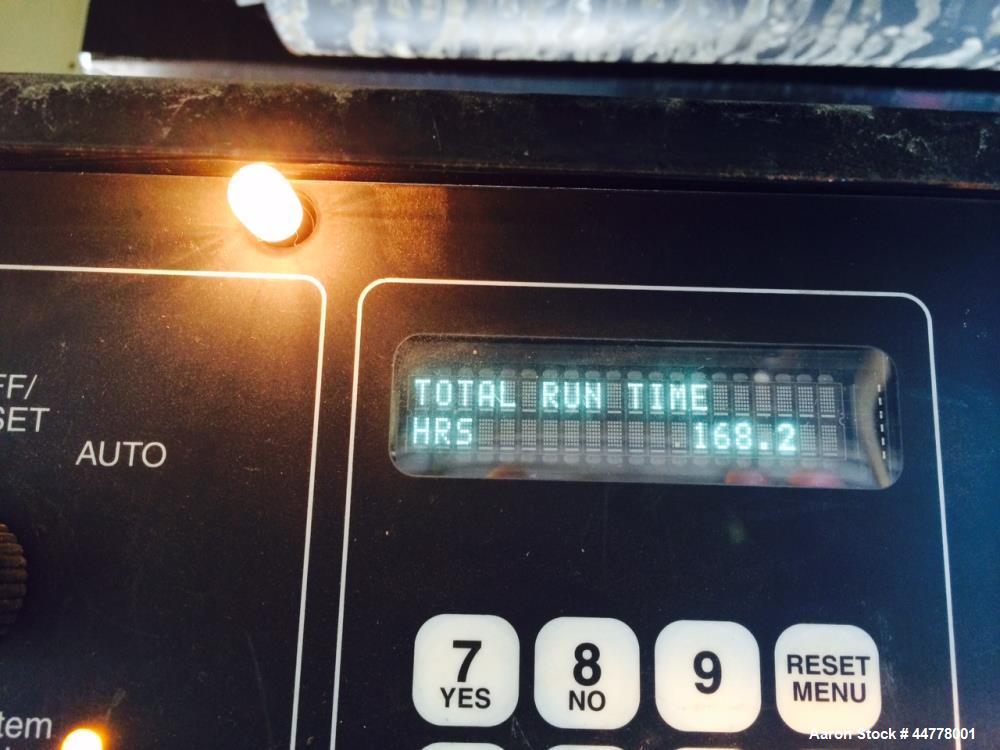 FF/
SET
AUTO
TOTAL RUN TIME
HRS 168.2
7
YES
8
NO
9
RESET
MENU
tem
Aaron Stock # 44778001